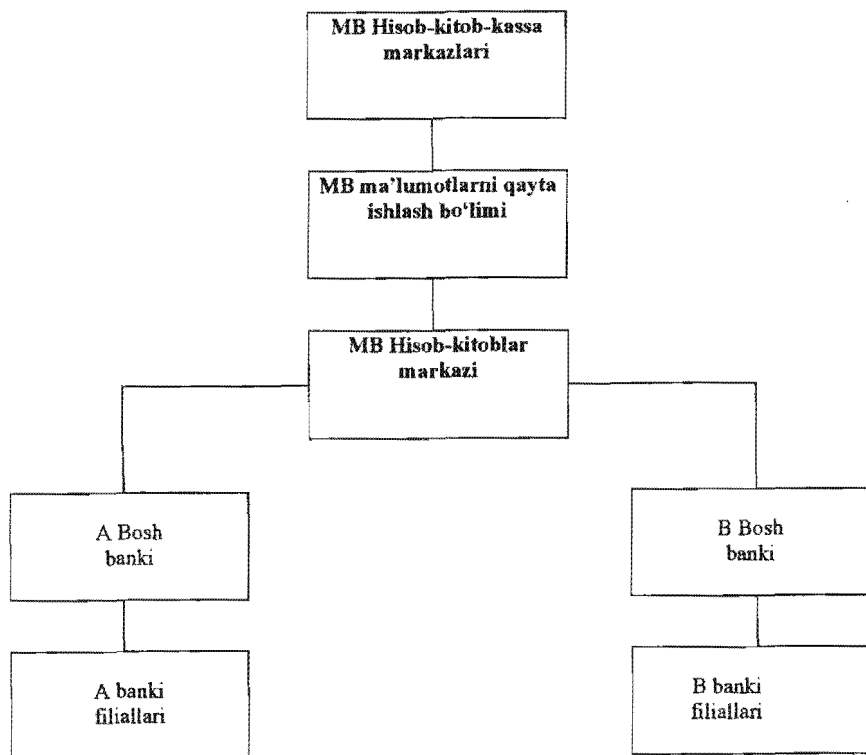 MB Hisob-kitob-kassa
markazlari
MB ma'lumotlarni qayta
ishlash bo‘limi
MB Hisob-kitoblar
markazi
A Bosh
banki
B Bosh
banki
A banki
filiallari
B banki
filiallari